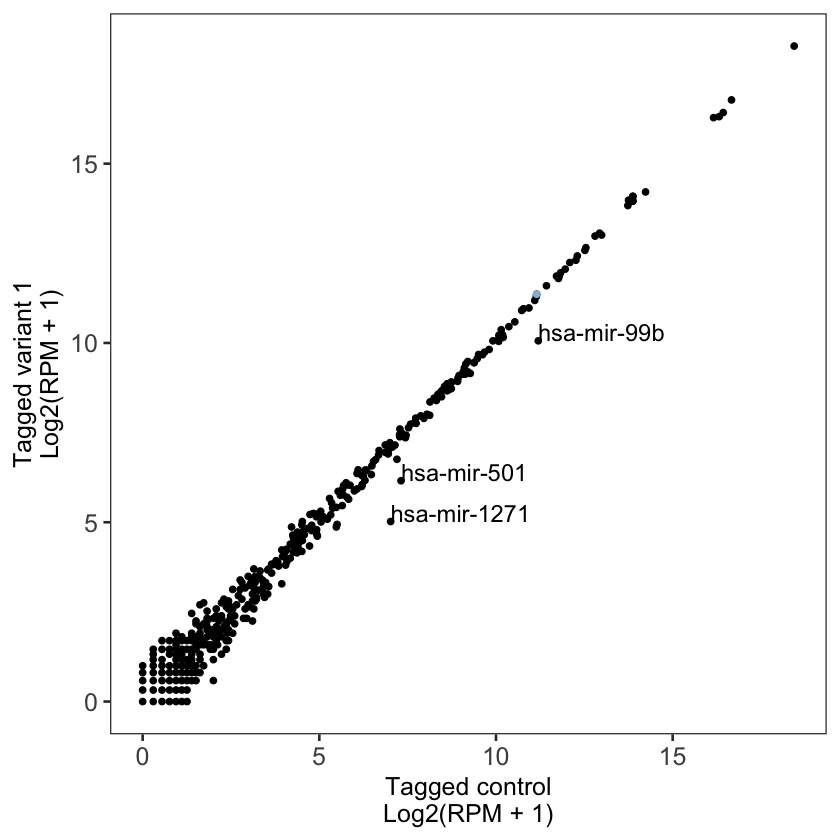 Tagged variant 1
Log2(RPM + 1)
15
10
5
0
hsa-mir-99b
hsa-mir-501
hsa-mir-1271
0
5
10
15
Tagged control
Log2(RPM + 1)